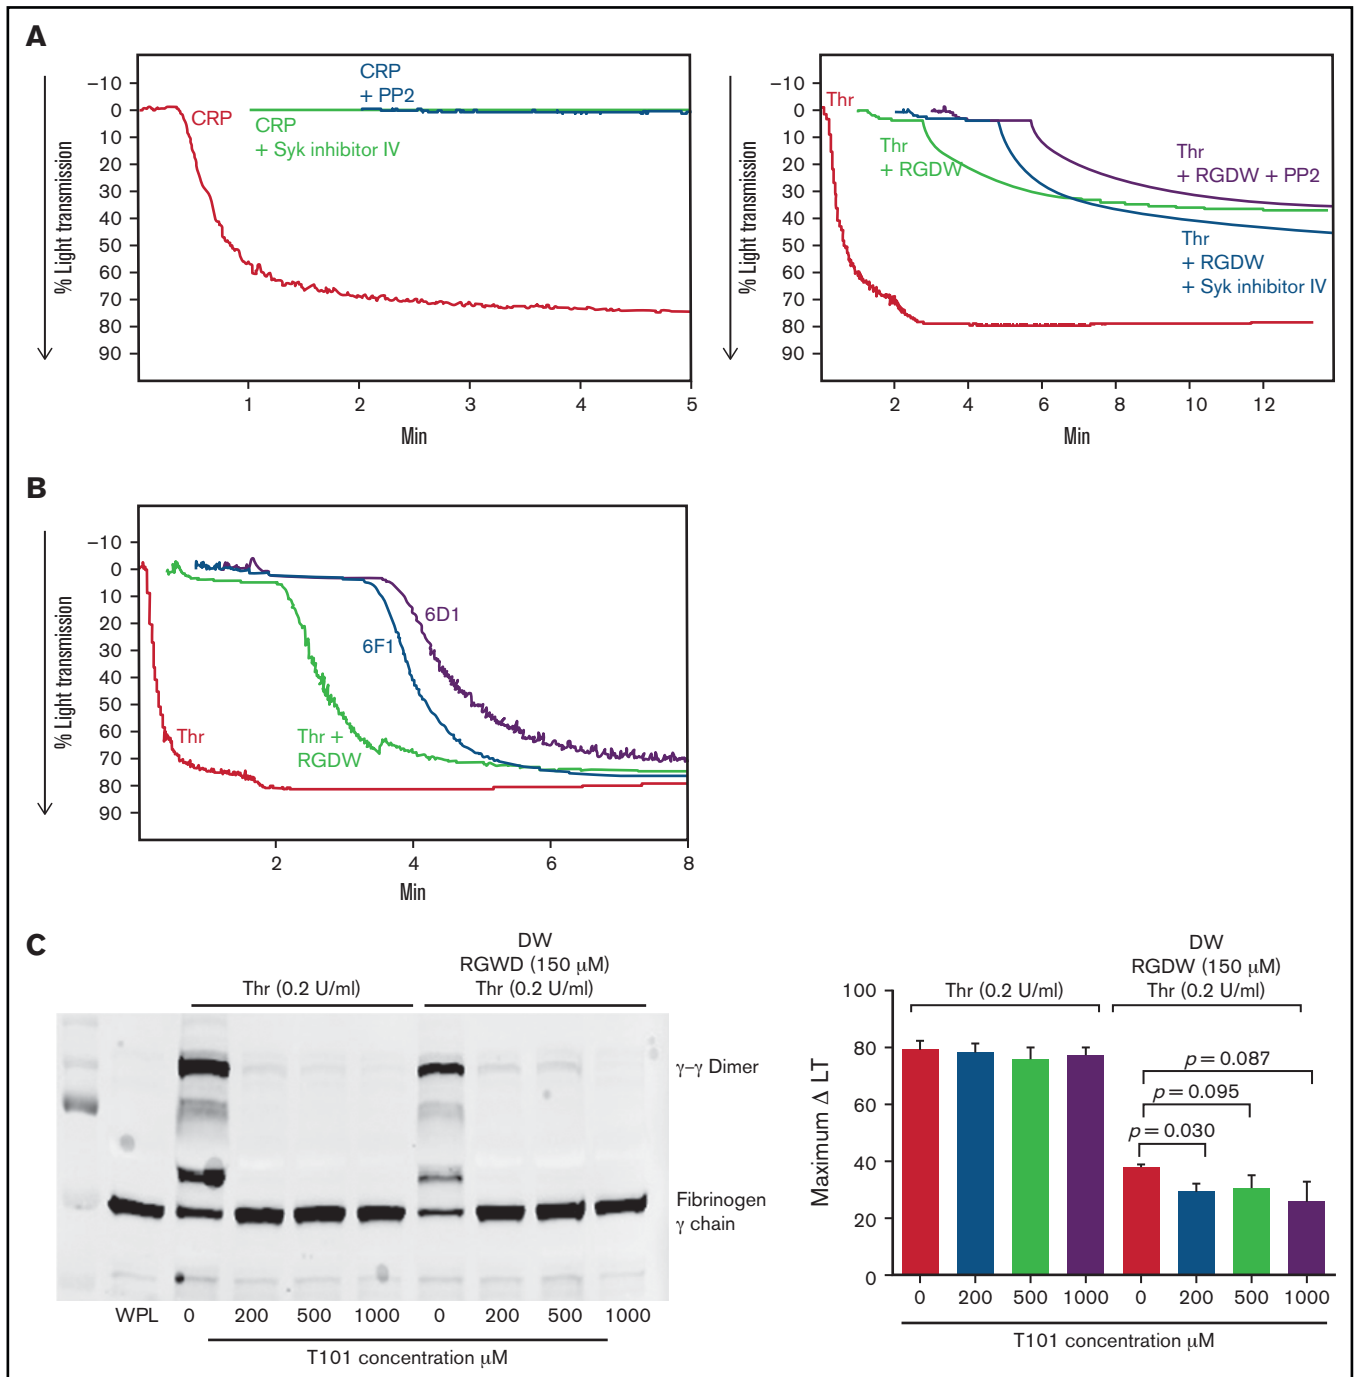 A
% Light transmission
-10
0
10
20
30
40
50
60
70
80
90
CRP
CRP
+ PP2
CRP
+ Syk inhibitor IV
1
2
3
4
5
Min
% Light transmission
-10
0
10
20
30
40
50
60
70
80
90
Thr
Thr
+ RGDW
Thr
+ RGDW + PP2
Thr
+ RGDW
+ Syk inhibitor IV
2
4
6
8
10
12
Min
B
% Light transmission
-10
0
10
20
30
40
50
60
70
80
90
Thr
Thr +
RGDW
6F1
6D1
2
4
6
8
Min
C
Thr (0.2 U/ml)
DW
RGWD (150 μM)
Thr (0.2 U/ml)
γ–γ Dimer
Fibrinogen
γ chain
WPL 0 200 500 1000 0 200 500 1000
T101 concentration μM
DW
RGDW (150 μM)
Thr (0.2 U/ml) Thr (0.2 U/ml)
Maximum Δ LT
100
80
60
40
20
0
p = 0.087
p = 0.095
p = 0.030
0 200 500 1000 0 200 500 1000
T101 concentration μM